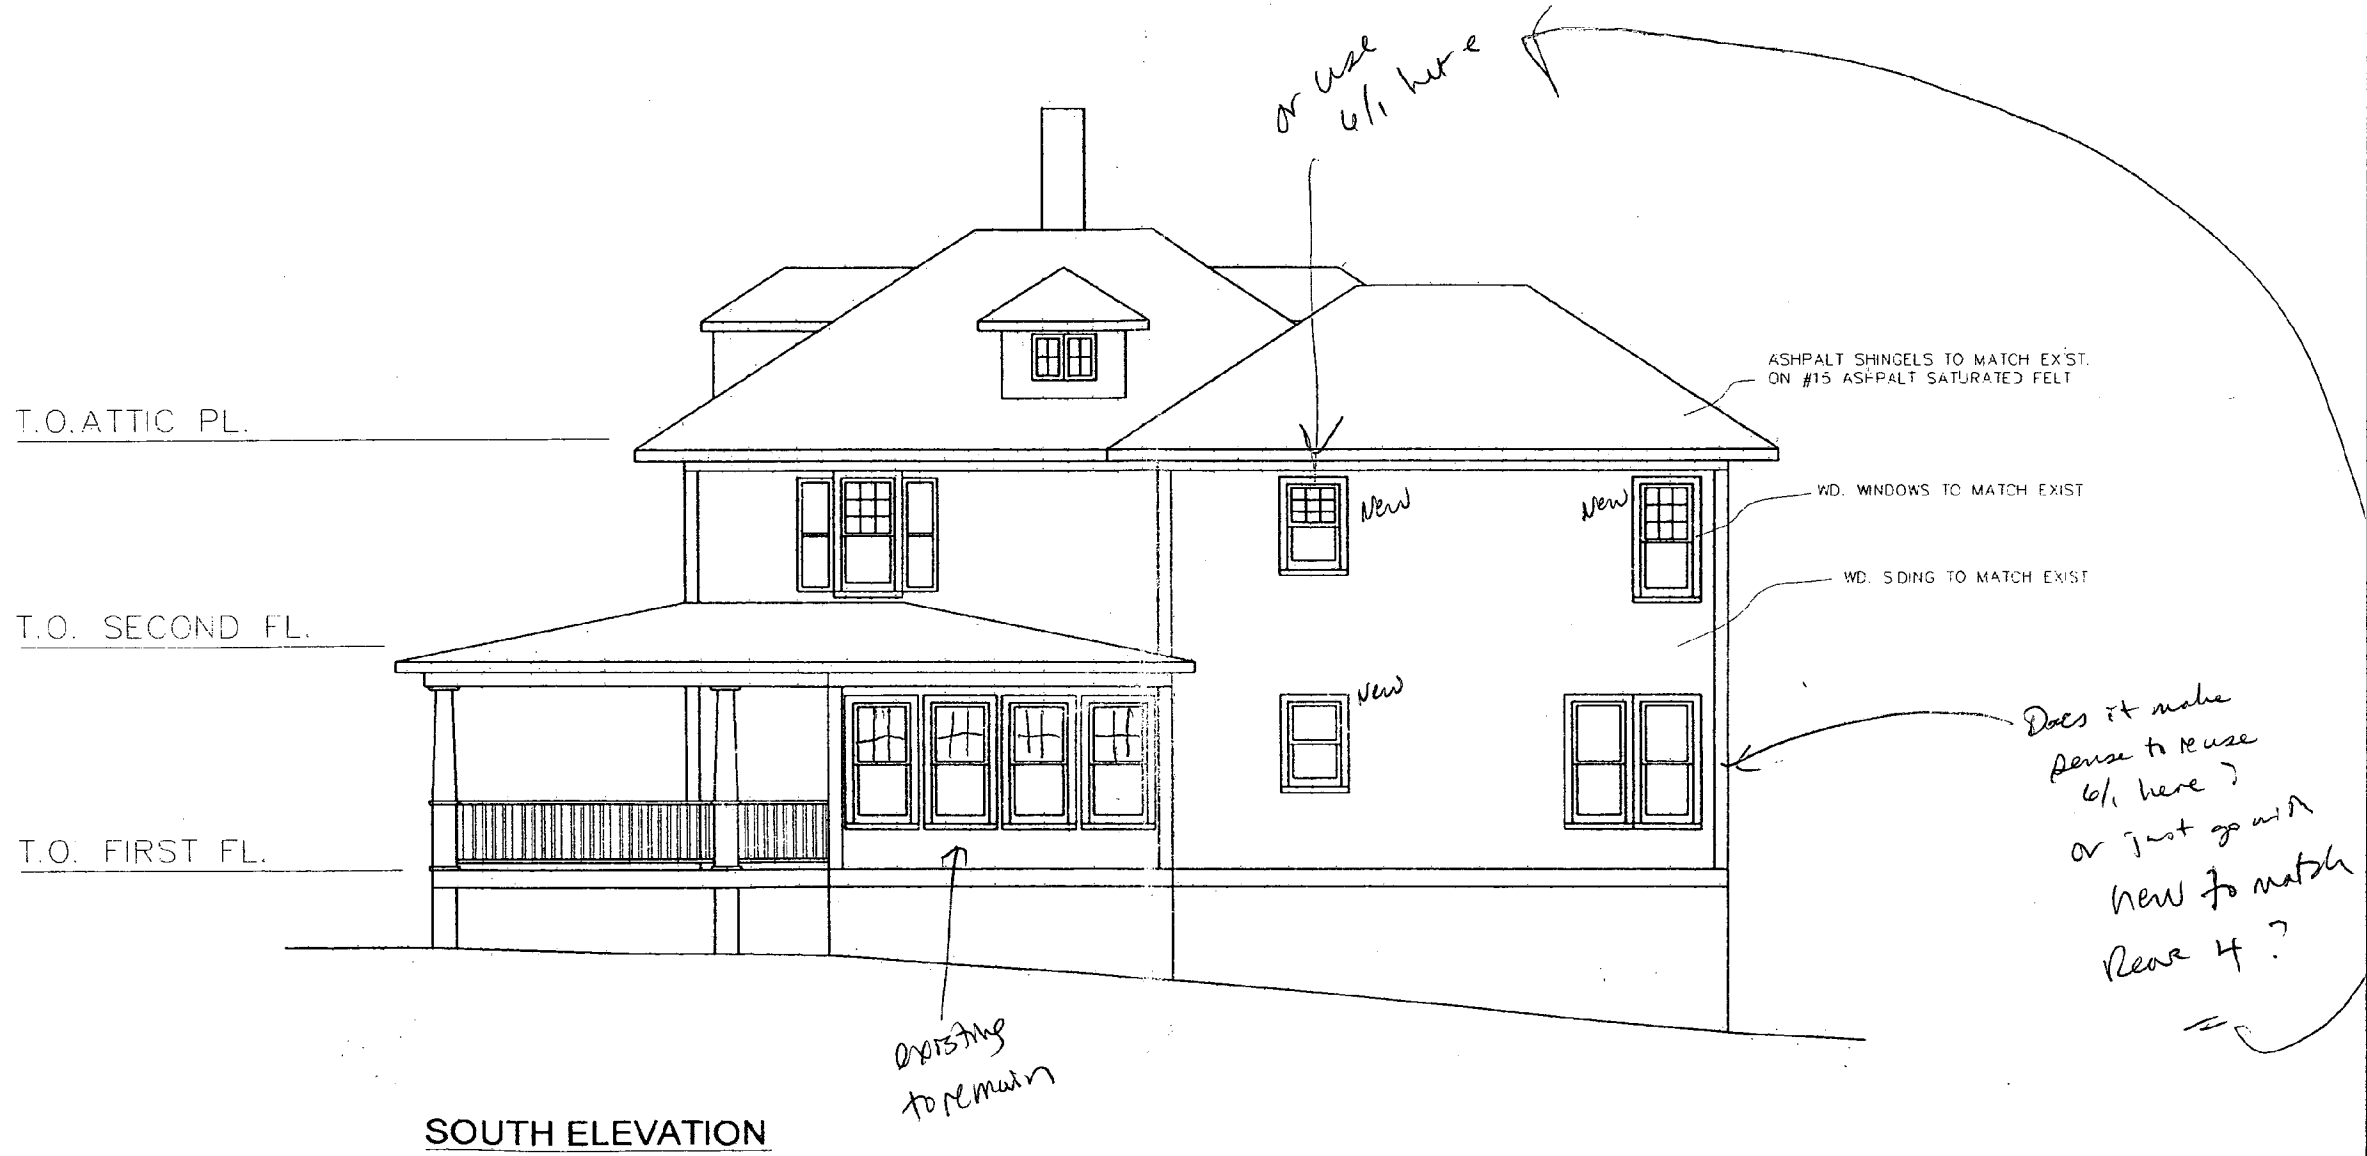 or use
6/1 here
ASHPALT SHINGELS TO MATCH EXIST.
ON #15 ASHPALT SATURATED FELT
T.O. ATTIC PL.
WD. WINDOWS TO MATCH EXIST
New
New
WD. SIDING TO MATCH EXIST
T.O. SECOND FL.
New
Does it make
sense to reuse
6/1 here?
or just go with
new to match
Rear 4?
T.O. FIRST FL.
existing
to remain
SOUTH ELEVATION